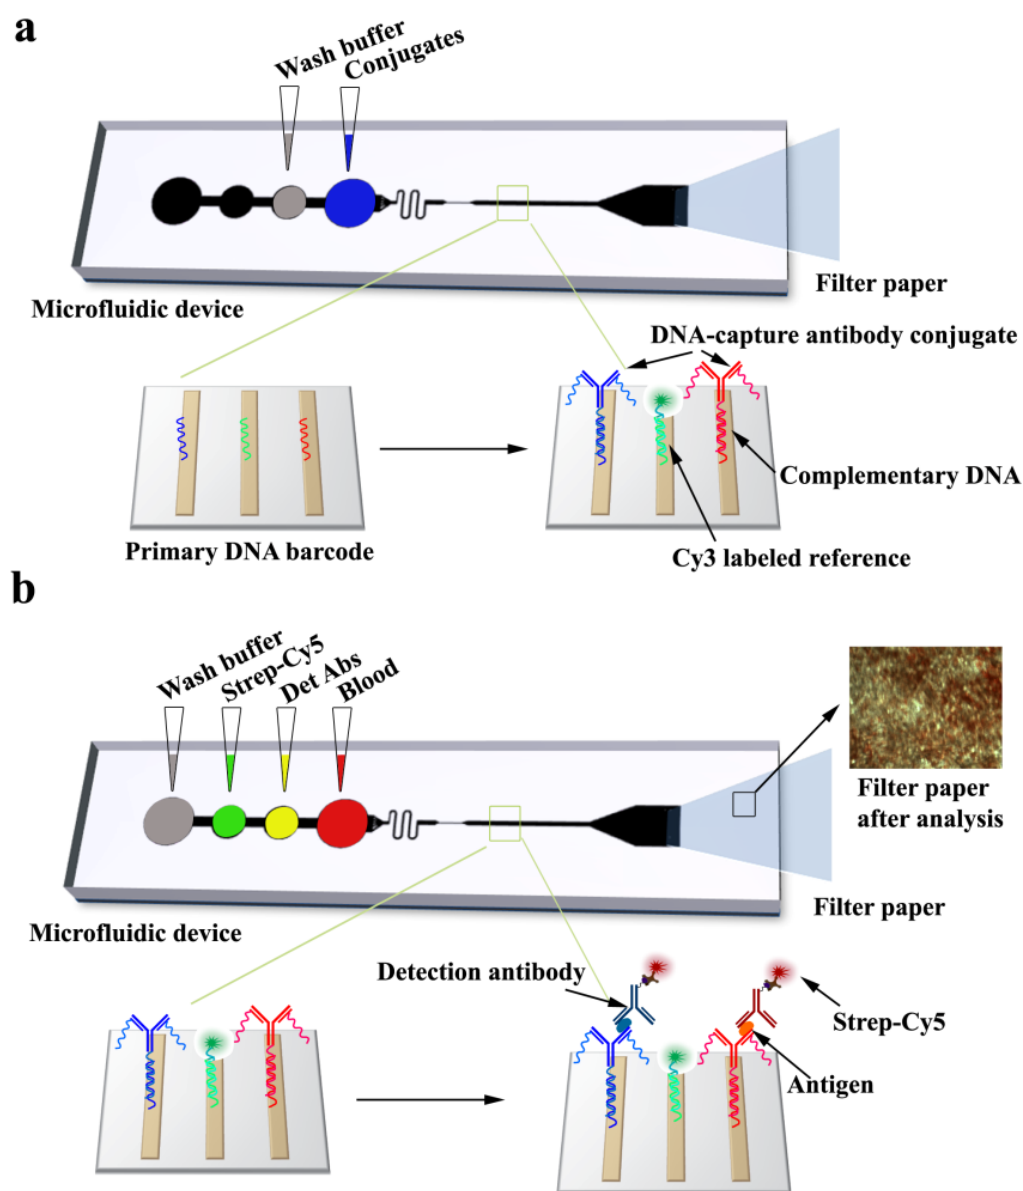 a
Wash buffer
Conjugates
Microfluidic device
Filter paper
DNA-capture antibody conjugate
Complementary DNA
Primary DNA barcode
Cy3 labeled reference
b
Wash buffer
Strep-Cy5
Det Abs
Blood
Filter paper
after analysis
Filter paper
Microfluidic device
Detection antibody
Strep-Cy5
Antigen